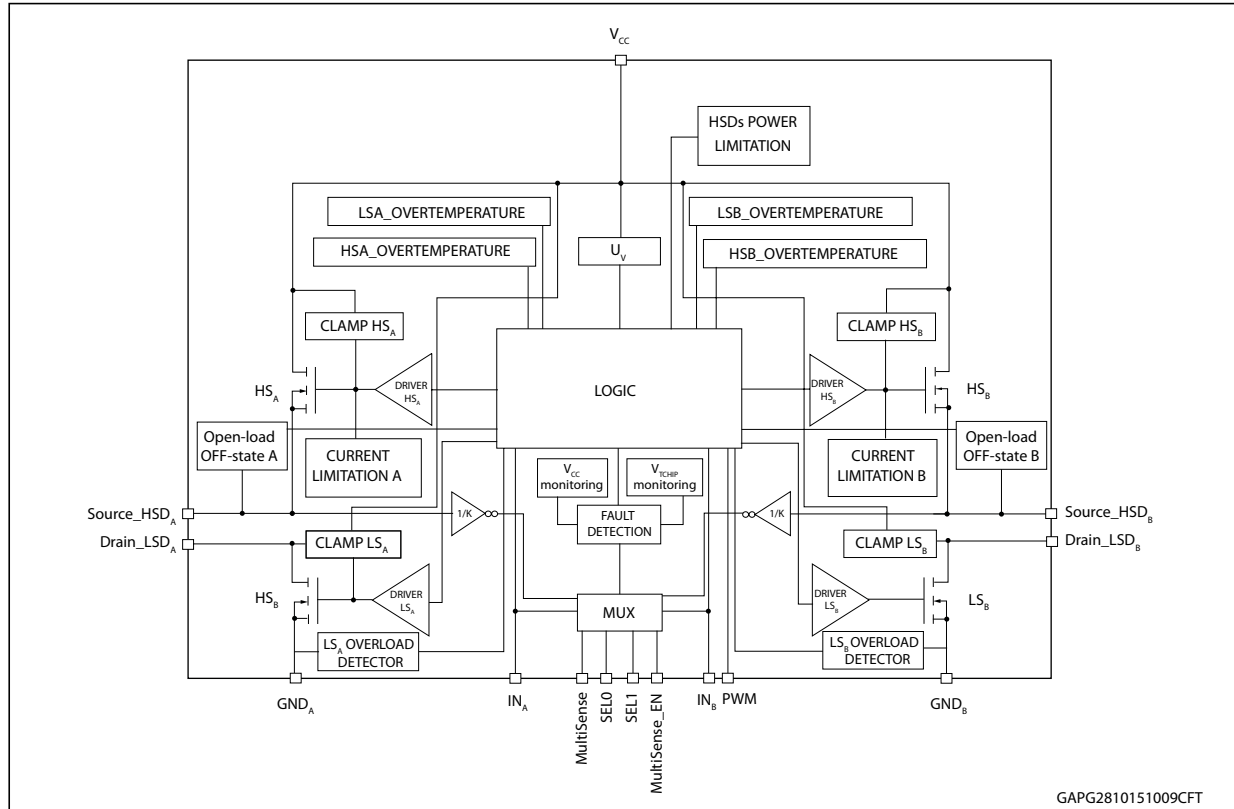 V_CC
HSDs POWER
LIMITATION
LSA_OVERTEMPERATURE
LSB_OVERTEMPERATURE
HSA_OVERTEMPERATURE
U_V
HSB_OVERTEMPERATURE
CLAMP HS_A
CLAMP HS_B
HS_A
DRIVER
HS_A
LOGIC
DRIVER
HS_B
HS_B
Open-load
OFF-state A
CURRENT
LIMITATION A
V_CC
monitoring
V_TCHIP
monitoring
CURRENT
LIMITATION B
Open-load
OFF-state B
Source_HSD_A
1/K
FAULT
DETECTION
1/K
Source_HSD_B
Drain_LSD_A
CLAMP LS_A
CLAMP LS_B
Drain_LSD_B
HS_B
DRIVER
LS_A
MUX
DRIVER
LS_B
LS_B
LS_A OVERLOAD
DETECTOR
LS_B OVERLOAD
DETECTOR
GND_A
IN_A
MultiSense
SEL0
SEL1
MultiSense_EN
IN_B
PWM
GND_B
GAPG2810151009CFT